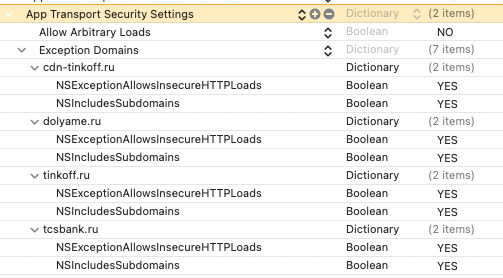 App Transport Security Settings Dictionary (2 items)
Allow Arbitrary Loads Boolean NO
Exception Domains Dictionary (7 items)
cdn-tinkoff.ru Dictionary (2 items)
NSExceptionAllowsInsecureHTTPLoads Boolean YES
NSIncludesSubdomains Boolean YES
dolyame.ru Dictionary (2 items)
NSExceptionAllowsInsecureHTTPLoads Boolean YES
NSIncludesSubdomains Boolean YES
tinkoff.ru Dictionary (2 items)
NSExceptionAllowsInsecureHTTPLoads Boolean YES
NSIncludesSubdomains Boolean YES
tcsbank.ru Dictionary (2 items)
NSExceptionAllowsInsecureHTTPLoads Boolean YES
NSIncludesSubdomains Boolean YES